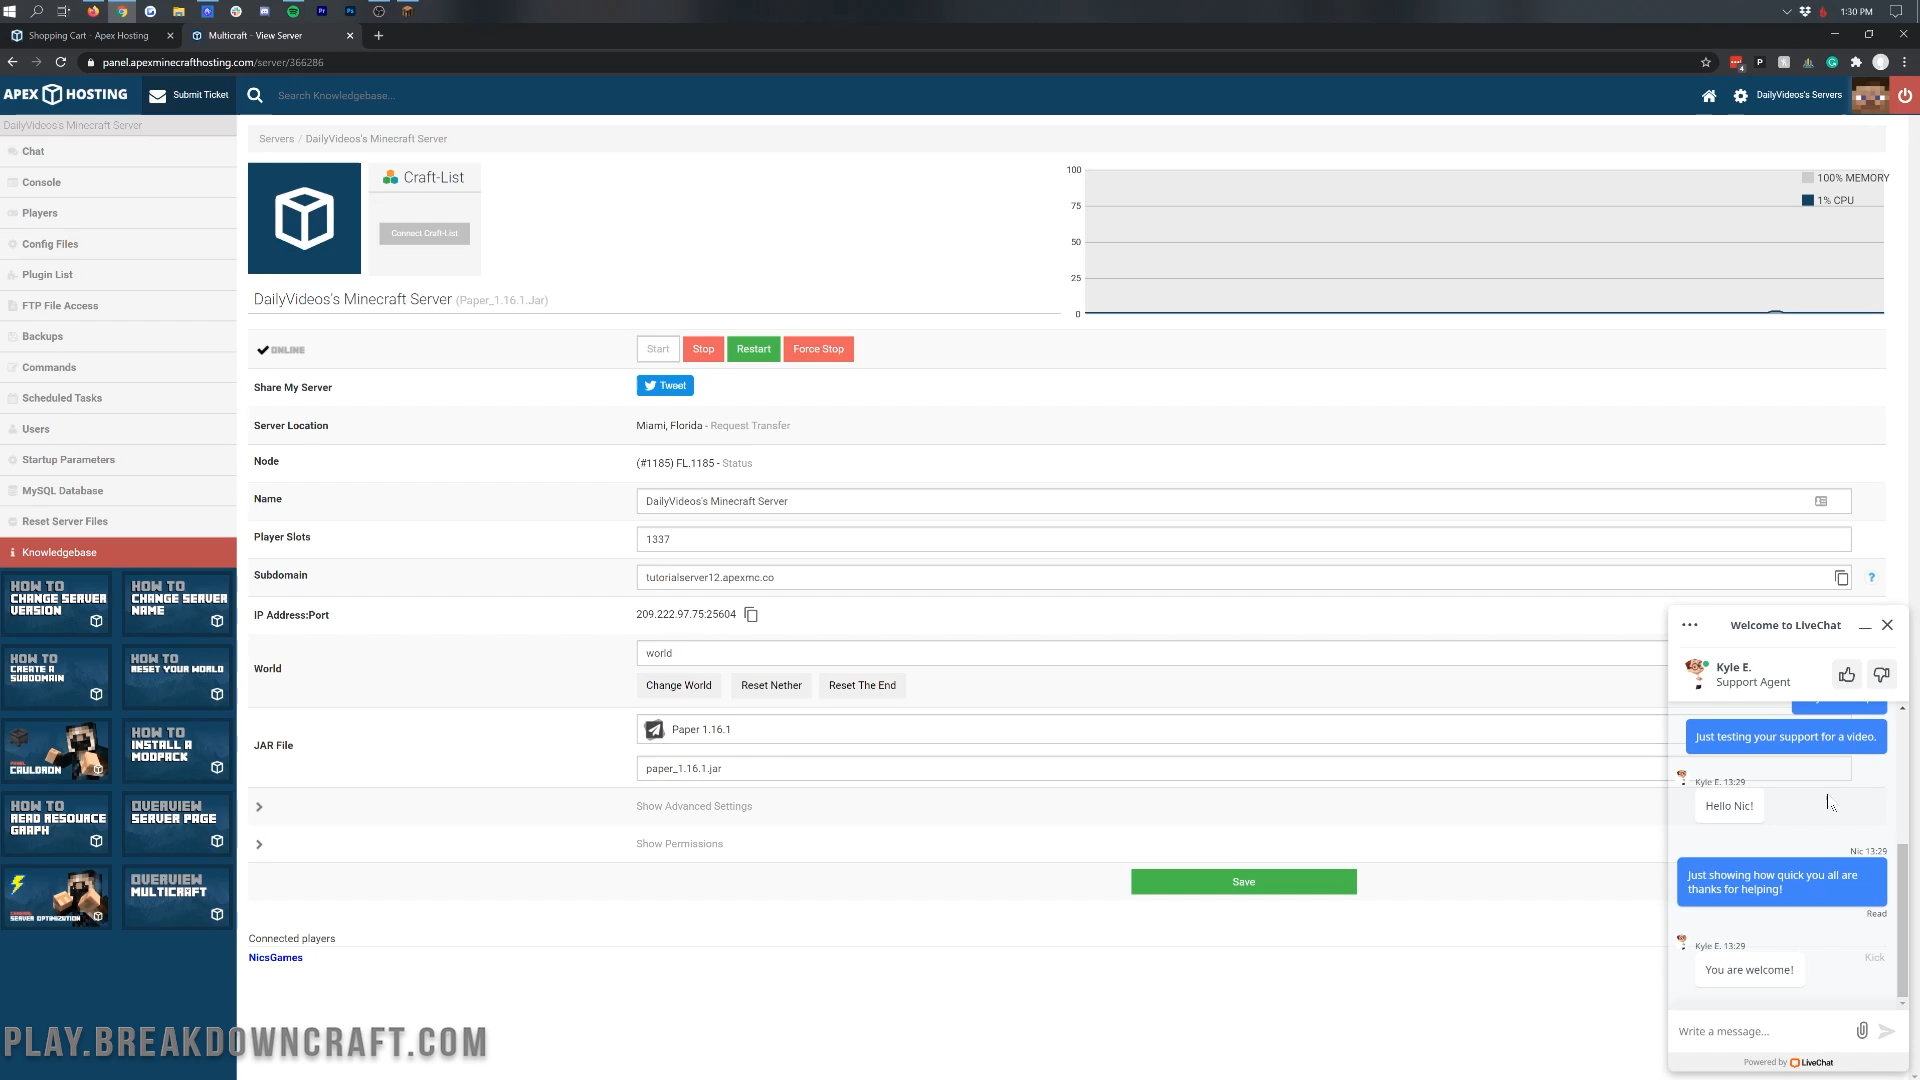 1:30 PM
Shopping Cart - Apex Hosting
Multicraft - View Server
panel.apexminecrafthosting.com/server/366286
APEX HOSTING
Submit Ticket
Search Knowledgebase...
DailyVideos's Servers
DailyVideos's Minecraft Server
Chat
Console
Players
Config Files
Plugin List
FTP File Access
Backups
Commands
Scheduled Tasks
Users
Startup Parameters
MySQL Database
Reset Server Files
Knowledgebase
HOW TO
CHANGE SERVER
VERSION
HOW TO
CHANGE SERVER
NAME
HOW TO
CREATE A
SUBDOMAIN
HOW TO
RESET YOUR WORLD
CAULDRON
HOW TO
INSTALL A
MODPACK
HOW TO
READ RESOURCE
GRAPH
OVERVIEW
SERVER PAGE
SERVER OPTIMIZATION
OVERVIEW
MULTICRAFT
Servers / DailyVideos's Minecraft Server
Craft-List
Connect Craft-List
DailyVideos's Minecraft Server (Paper_1.16.1.Jar)
100
75
50
25
0
100% MEMORY
1% CPU
ONLINE
Start
Stop
Restart
Force Stop
Share My Server
Tweet
Server Location
Miami, Florida - Request Transfer
Node
(#1185) FL.1185 - Status
Name
DailyVideos's Minecraft Server
Player Slots
1337
Subdomain
tutorialserver12.apexmc.co
?
IP Address:Port
209.222.97.75:25604
World
world
Change World
Reset Nether
Reset The End
JAR File
Paper 1.16.1
paper_1.16.1.jar
Show Advanced Settings
Show Permissions
Save
Connected players
NicsGames
Kick
Welcome to LiveChat
Kyle E.
Support Agent
Just testing your support for a video.
Kyle E. 13:29
Hello Nic!
Nic 13:29
Just showing how quick you all are
thanks for helping!
Read
Kyle E. 13:29
You are welcome!
Write a message...
Powered by LiveChat
PLAY.BREAKDOWNCRAFT.COM